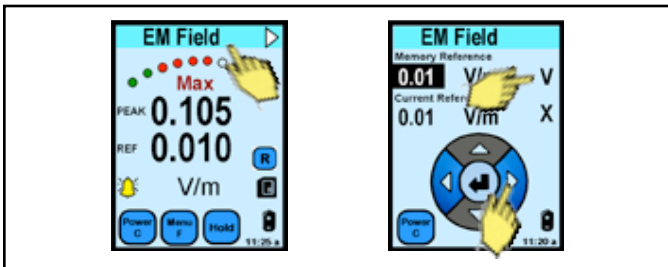 EM Field
Max
PEAK 0.105
REF 0.010
R
V/m
Power C
Menu F
Hold
11:25 a
EM Field
Memory Reference
0.01 V
Current
0.01 V/m X
Power C
11:20 a